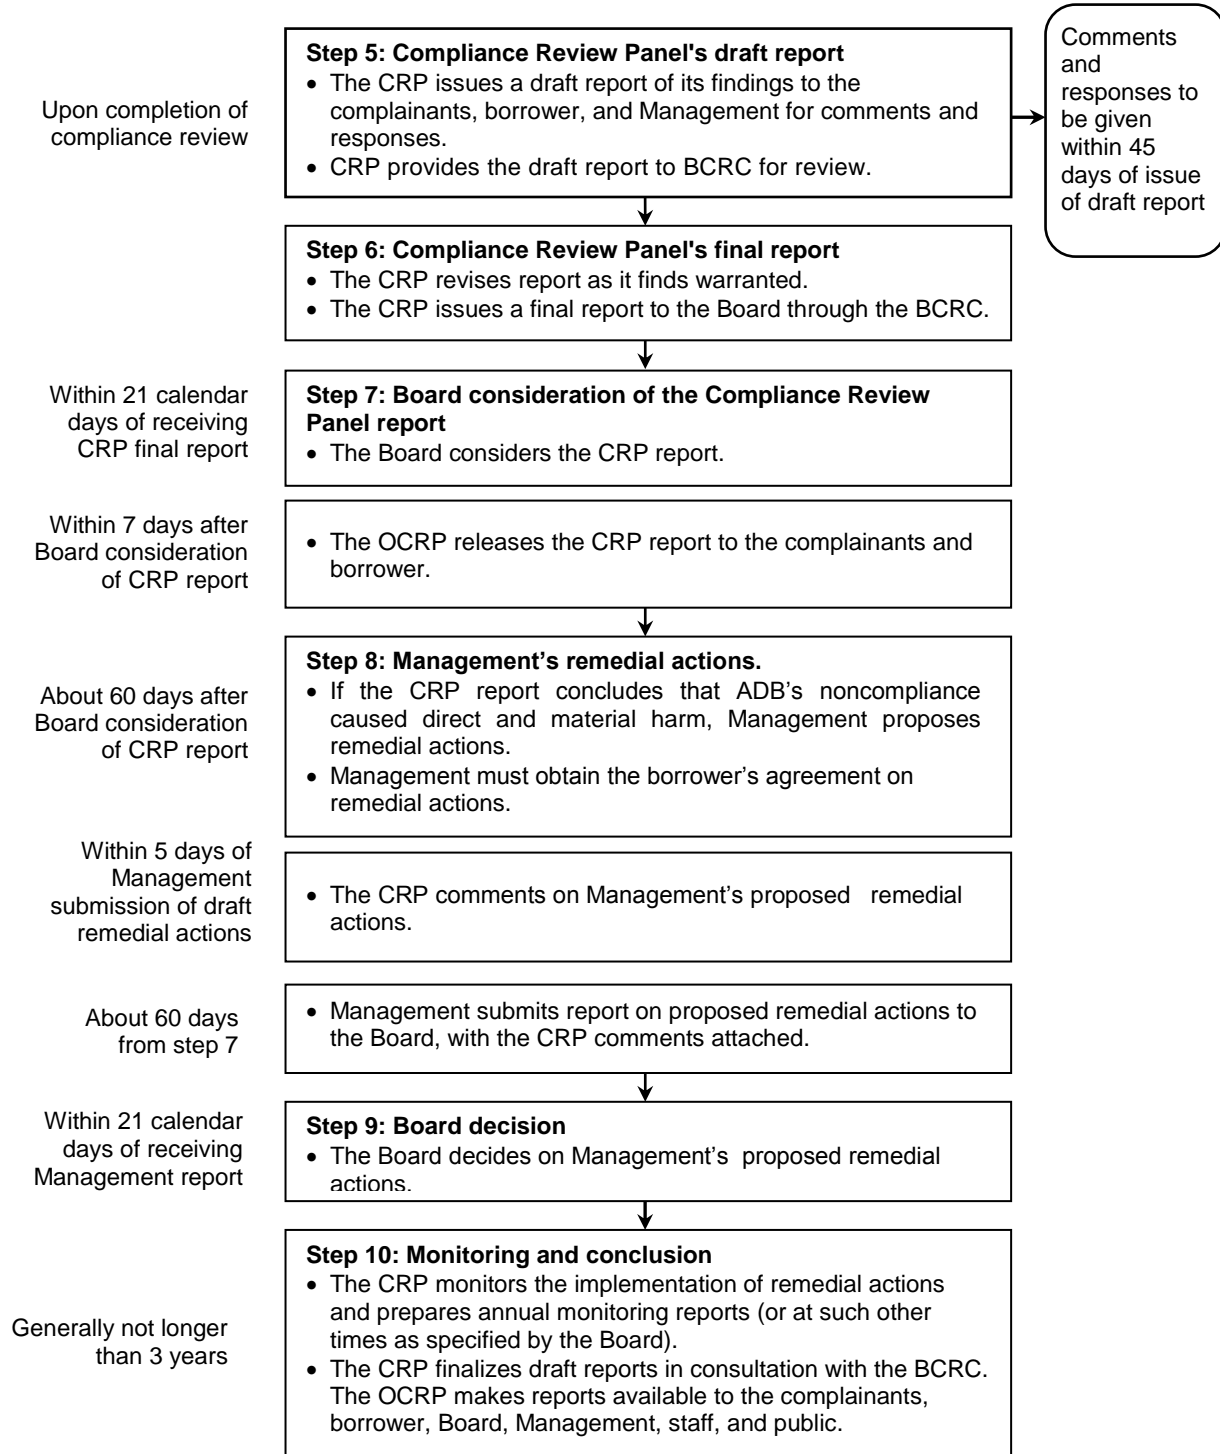 Upon completion of
compliance review
Step 5: Compliance Review Panel's draft report
• The CRP issues a draft report of its findings to the
complainants, borrower, and Management for comments and
responses.
• CRP provides the draft report to BCRC for review.
Comments
and
responses to
be given
within 45
days of issue
of draft report
Step 6: Compliance Review Panel's final report
• The CRP revises report as it finds warranted.
• The CRP issues a final report to the Board through the BCRC.
Within 21 calendar
days of receiving
CRP final report
Step 7: Board consideration of the Compliance Review
Panel report
• The Board considers the CRP report.
Within 7 days after
Board consideration
of CRP report
• The OCRP releases the CRP report to the complainants and
borrower.
About 60 days after
Board consideration
of CRP report
Step 8: Management’s remedial actions.
• If the CRP report concludes that ADB’s noncompliance
caused direct and material harm, Management proposes
remedial actions.
• Management must obtain the borrower’s agreement on
remedial actions.
Within 5 days of
Management
submission of draft
remedial actions
• The CRP comments on Management’s proposed remedial
actions.
About 60 days
from step 7
• Management submits report on proposed remedial actions to
the Board, with the CRP comments attached.
Within 21 calendar
days of receiving
Management report
Step 9: Board decision
• The Board decides on Management’s proposed remedial
actions.
Generally not longer
than 3 years
Step 10: Monitoring and conclusion
• The CRP monitors the implementation of remedial actions
and prepares annual monitoring reports (or at such other
times as specified by the Board).
• The CRP finalizes draft reports in consultation with the BCRC.
The OCRP makes reports available to the complainants,
borrower, Board, Management, staff, and public.